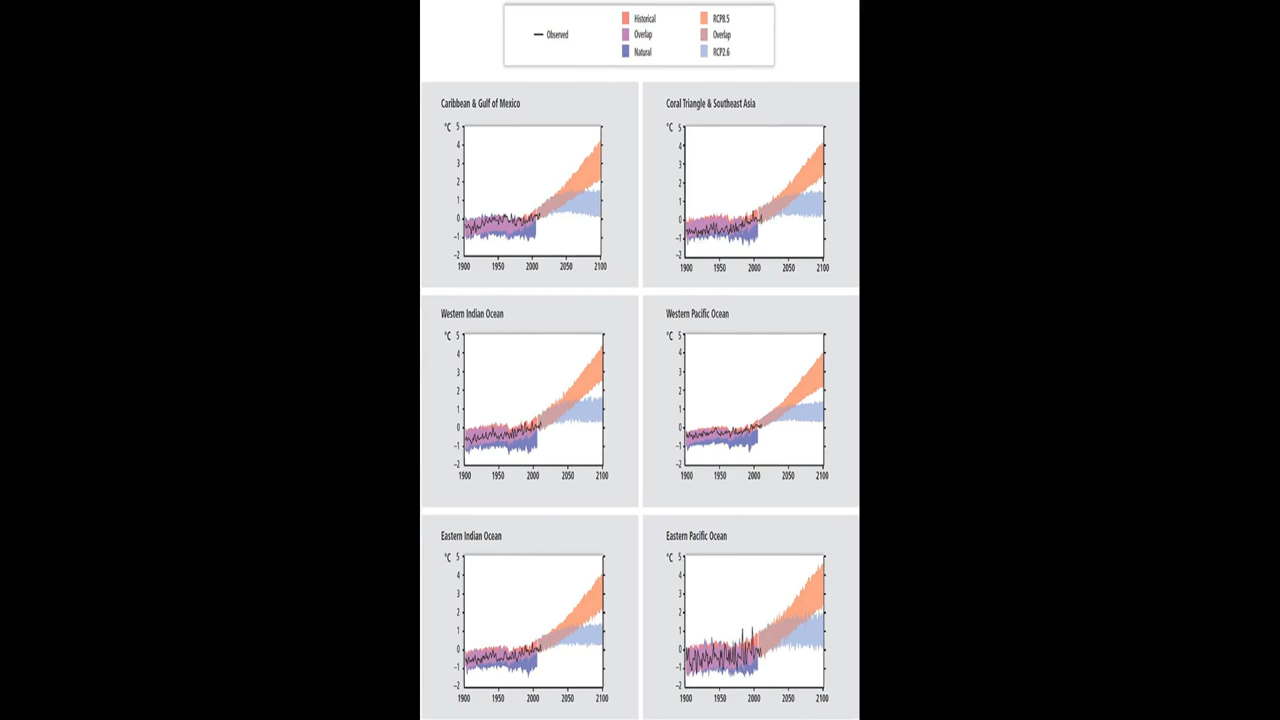 Historical RCP8.5
Observed Overlap Overlap
Natural RCP2.6
Caribbean & Gulf of Mexico
°C 5
4
3
2
1
0
−1
−2
1900 1950 2000 2050 2100
Coral Triangle & Southeast Asia
°C 5
4
3
2
1
0
−1
−2
1900 1950 2000 2050 2100
Western Indian Ocean
°C 5
4
3
2
1
0
−1
−2
1900 1950 2000 2050 2100
Western Pacific Ocean
°C 5
4
3
2
1
0
−1
−2
1900 1950 2000 2050 2100
Eastern Indian Ocean
°C 5
4
3
2
1
0
−1
−2
1900 1950 2000 2050 2100
Eastern Pacific Ocean
°C 5
4
3
2
1
0
−1
−2
1900 1950 2000 2050 2100